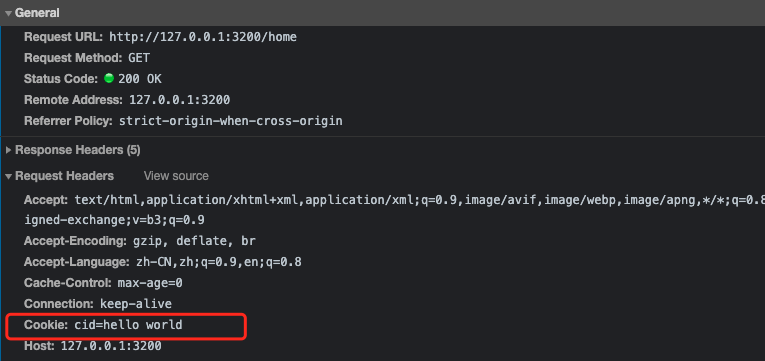 General
Request URL: http://127.0.0.1:3200/home
Request Method: GET
Status Code: 200 OK
Remote Address: 127.0.0.1:3200
Referrer Policy: strict-origin-when-cross-origin
Response Headers (5)
Request Headers View source
Accept: text/html,application/xhtml+xml,application/xml;q=0.9,image/avif,image/webp,image/apng,*/*;q=0.8
igned-exchange;v=b3;q=0.9
Accept-Encoding: gzip, deflate, br
Accept-Language: zh-CN,zh;q=0.9,en;q=0.8
Cache-Control: max-age=0
Connection: keep-alive
Cookie: cid=hello world
Host: 127.0.0.1:3200